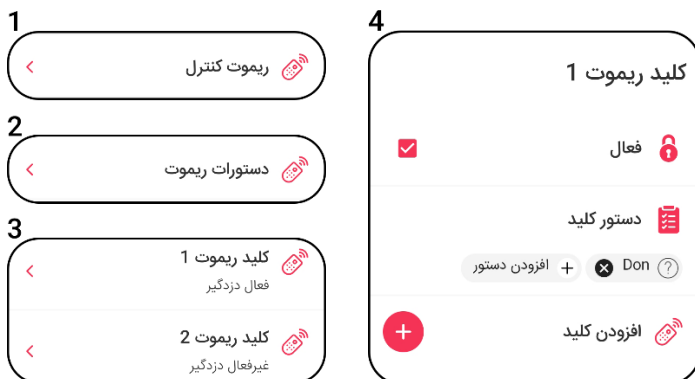 1
ریموت کنترل
2
دستورات ریموت
3
کلید ریموت 1
فعال دزدگیر
کلید ریموت 2
غیرفعال دزدگیر
4
کلید ریموت 1
فعال
دستور کلید
? Don افزودن دستور +
افزودن کلید